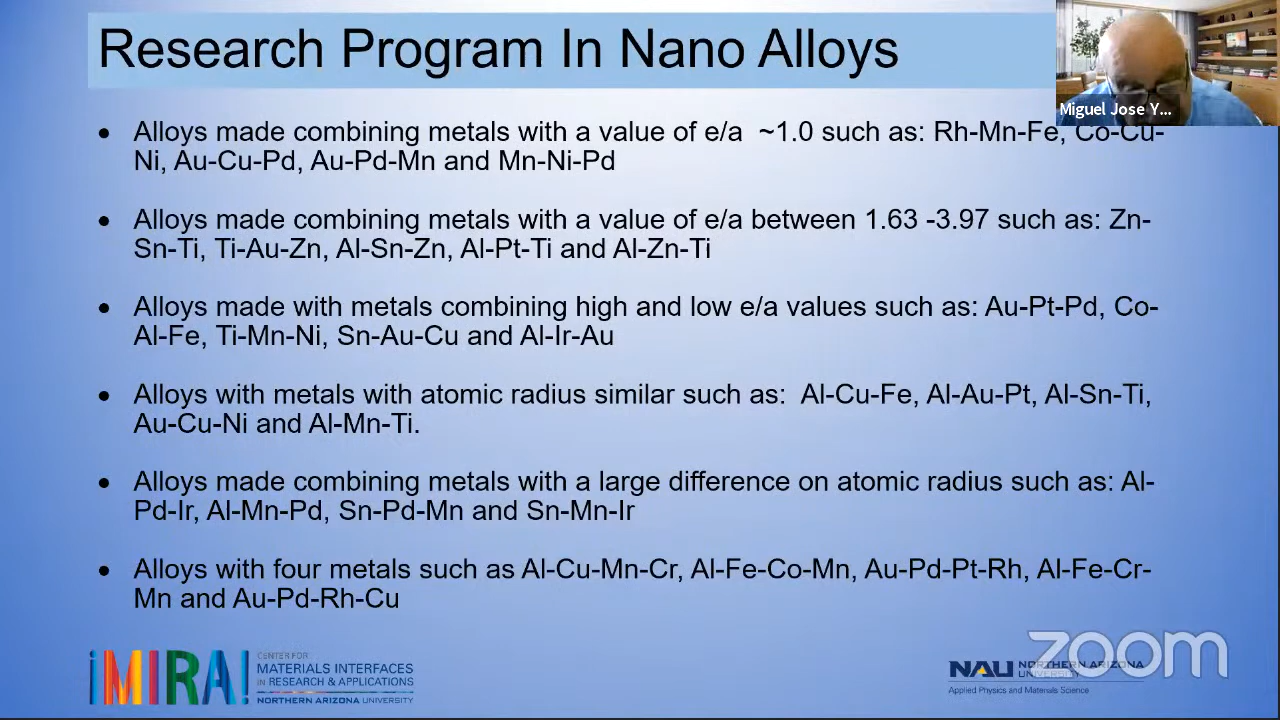 Research Program In Nano Alloys
Miguel Jose Y...
• Alloys made combining metals with a value of e/a ~1.0 such as: Rh-Mn-Fe, Co-Cu-
Ni, Au-Cu-Pd, Au-Pd-Mn and Mn-Ni-Pd
• Alloys made combining metals with a value of e/a between 1.63 -3.97 such as: Zn-
Sn-Ti, Ti-Au-Zn, Al-Sn-Zn, Al-Pt-Ti and Al-Zn-Ti
• Alloys made with metals combining high and low e/a values such as: Au-Pt-Pd, Co-
Al-Fe, Ti-Mn-Ni, Sn-Au-Cu and Al-Ir-Au
• Alloys with metals with atomic radius similar such as: Al-Cu-Fe, Al-Au-Pt, Al-Sn-Ti,
Au-Cu-Ni and Al-Mn-Ti.
• Alloys made combining metals with a large difference on atomic radius such as: Al-
Pd-Ir, Al-Mn-Pd, Sn-Pd-Mn and Sn-Mn-Ir
• Alloys with four metals such as Al-Cu-Mn-Cr, Al-Fe-Co-Mn, Au-Pd-Pt-Rh, Al-Fe-Cr-
Mn and Au-Pd-Rh-Cu
¡MIRA!
CENTER FOR
MATERIALS INTERFACES
IN RESEARCH & APPLICATIONS
NORTHERN ARIZONA UNIVERSITY
NAU NORTHERN ARIZONA
UNIVERSITY
Applied Physics and Materials Science
zoom